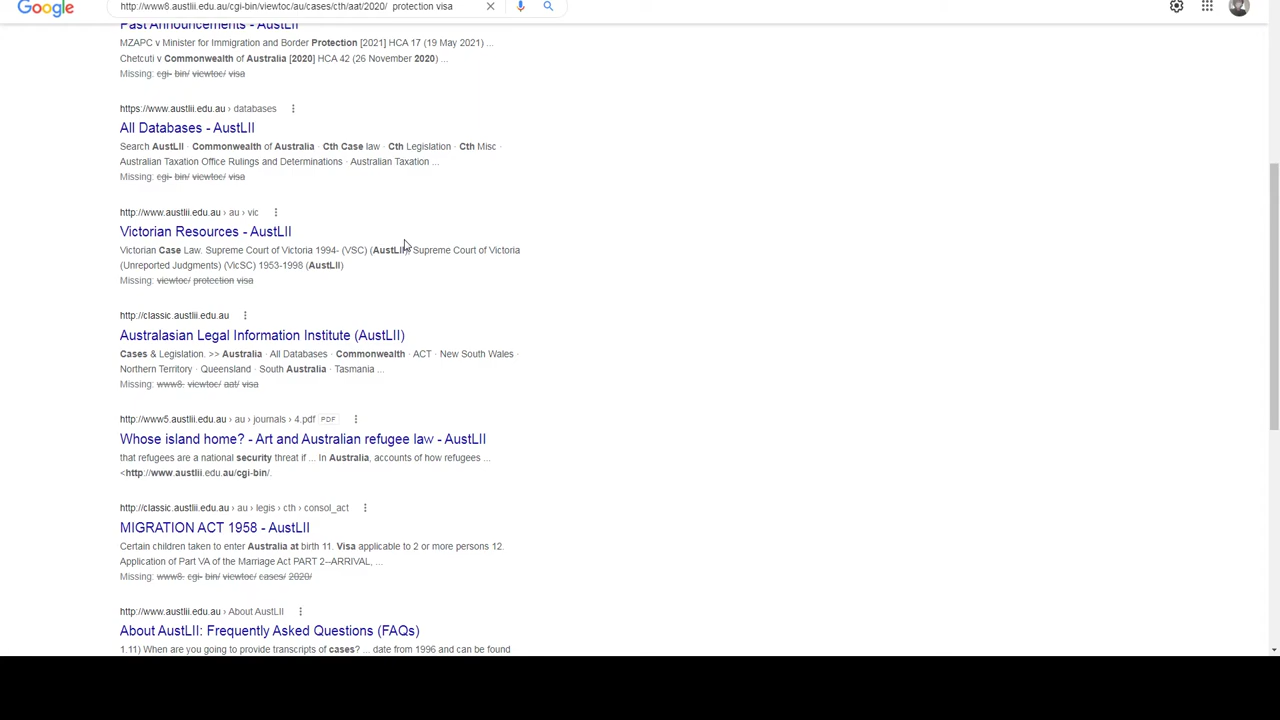 Google
http://www8.austlii.edu.au/cgi-bin/viewtoc/au/cases/cth/aat/2020/ protection visa
Past Announcements - AustLII
MZAPC v Minister for Immigration and Border Protection [2021] HCA 17 (19 May 2021) ...
Chetcuti v Commonwealth of Australia [2020] HCA 42 (26 November 2020) ...
Missing: cgi- bin/ viewtoc/ visa
https://www.austlii.edu.au › databases
All Databases - AustLII
Search AustLII · Commonwealth of Australia · Cth Case law · Cth Legislation · Cth Misc ·
Australian Taxation Office Rulings and Determinations · Australian Taxation ...
Missing: cgi- bin/ viewtoc/ visa
http://www.austlii.edu.au › au › vic
Victorian Resources - AustLII
Victorian Case Law. Supreme Court of Victoria 1994- (VSC) (AustLII); Supreme Court of Victoria
(Unreported Judgments) (VicSC) 1953-1998 (AustLII)
Missing: viewtoc/ protection visa
http://classic.austlii.edu.au
Australasian Legal Information Institute (AustLII)
Cases & Legislation. >> Australia · All Databases · Commonwealth · ACT · New South Wales ·
Northern Territory · Queensland · South Australia · Tasmania ...
Missing: www8. viewtoc/ aat/ visa
http://www5.austlii.edu.au › au › journals › 4.pdf PDF
Whose island home? - Art and Australian refugee law - AustLII
that refugees are a national security threat if ... In Australia, accounts of how refugees ...
<http://www.austlii.edu.au/cgi-bin/.
http://classic.austlii.edu.au › au › legis › cth › consol_act
MIGRATION ACT 1958 - AustLII
Certain children taken to enter Australia at birth 11. Visa applicable to 2 or more persons 12.
Application of Part VA of the Marriage Act PART 2--ARRIVAL, ...
Missing: www8. cgi- bin/ viewtoc/ cases/ 2020/
http://www.austlii.edu.au › About AustLII
About AustLII: Frequently Asked Questions (FAQs)
1.11) When are you going to provide transcripts of cases? ... date from 1996 and can be found